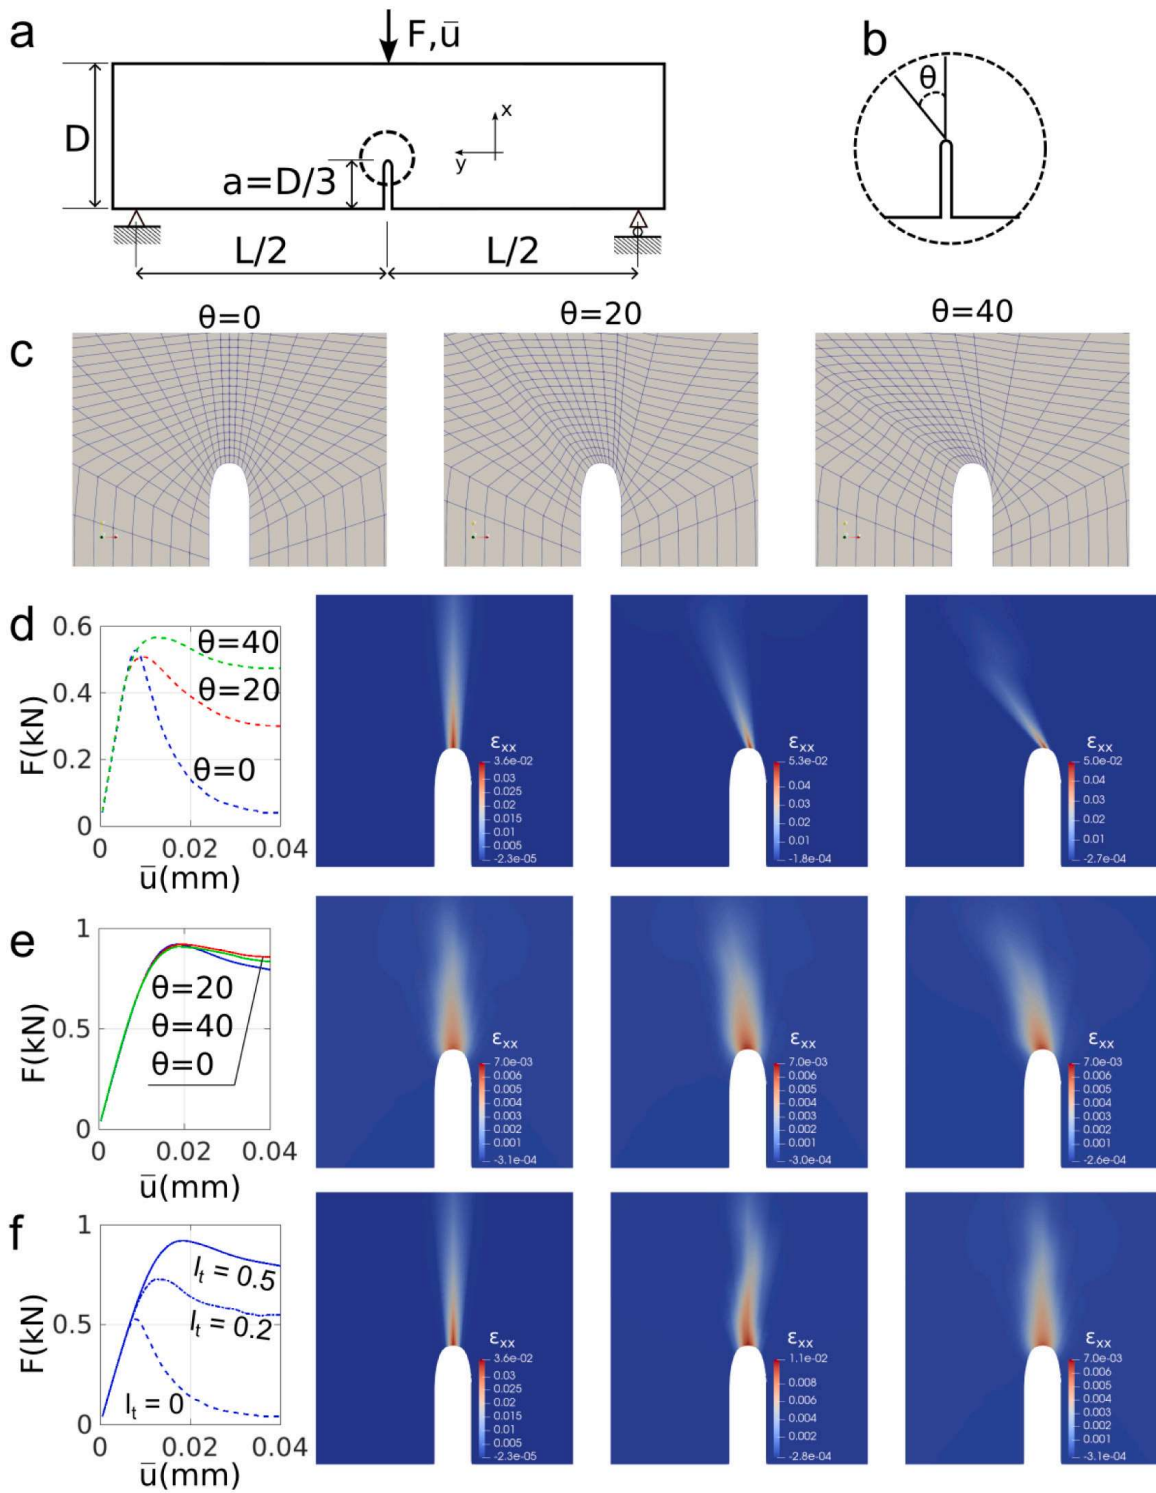 a
F,ū
D
a=D/3
x
y
L/2
L/2
b
θ
c
θ=0
θ=20
θ=40
d
F(kN)
0.6
0.4
0.2
0
θ=40
θ=20
θ=0
0
0.02
0.04
ū(mm)
εxx
3.6e-02
0.03
0.025
0.02
0.015
0.01
0.005
-2.3e-05
εxx
5.3e-02
0.04
0.03
0.02
0.01
-1.8e-04
εxx
5.0e-02
0.04
0.03
0.02
0.01
-2.7e-04
e
F(kN)
1
0.5
0
θ=20
θ=40
θ=0
0
0.02
0.04
ū(mm)
εxx
7.0e-03
0.006
0.005
0.004
0.003
0.002
0.001
-3.1e-04
εxx
7.0e-03
0.006
0.005
0.004
0.003
0.002
0.001
-3.0e-04
εxx
7.0e-03
0.006
0.005
0.004
0.003
0.002
0.001
-2.6e-04
f
F(kN)
1
0.5
0
lt = 0.5
lt = 0.2
lt = 0
0
0.02
0.04
ū(mm)
εxx
3.6e-02
0.03
0.025
0.02
0.015
0.01
0.005
-2.3e-05
εxx
1.1e-02
0.008
0.006
0.004
0.002
-2.8e-04
εxx
7.0e-03
0.006
0.005
0.004
0.003
0.002
0.001
-3.1e-04